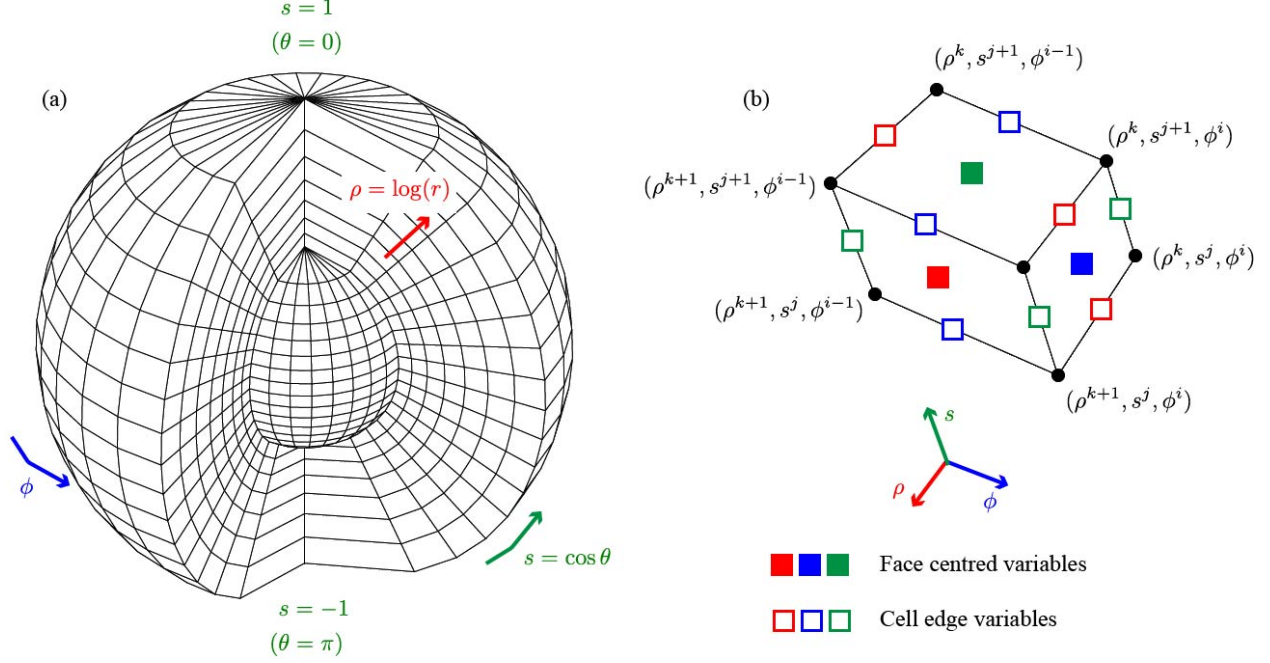 s = 1
(θ = 0)
(a)
ρ = log(r)
ϕ
s = cos θ
s = −1
(θ = π)
(b)
(ρ^k, s^{j+1}, ϕ^{i−1})
(ρ^k, s^{j+1}, ϕ^i)
(ρ^{k+1}, s^{j+1}, ϕ^{i−1})
(ρ^k, s^j, ϕ^i)
(ρ^{k+1}, s^j, ϕ^{i−1})
(ρ^{k+1}, s^j, ϕ^i)
s
ρ
ϕ
Face centred variables
Cell edge variables